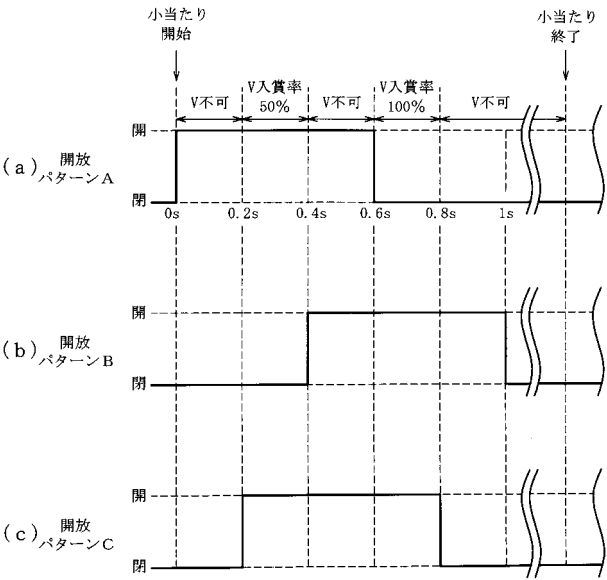 小当たり
開始
小当たり
終了
V不可
V入賞率
50%
V不可
V入賞率
100%
V不可
(a) 開放
パターンA
開
閉
0s 0.2s 0.4s 0.6s 0.8s 1s
(b) 開放
パターンB
開
閉
(c) 開放
パターンC
開
閉